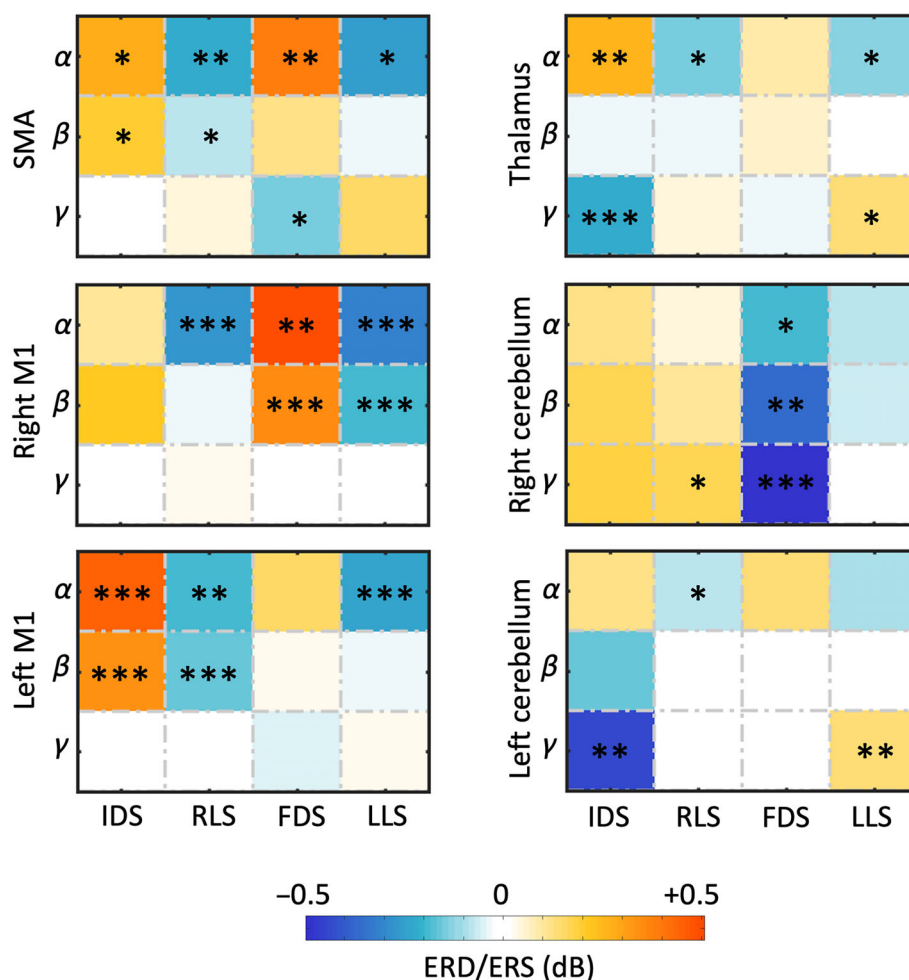 SMA
α * ** ** *
β * *
γ *
Thalamus
α ** * *
β
γ *** *
Right M1
α *** ** ***
β *** ***
γ
Right cerebellum
α *
β **
γ * ***
Left M1
α *** ** ***
β *** ***
γ
IDS RLS FDS LLS
Left cerebellum
α *
β
γ ** **
IDS RLS FDS LLS
−0.5 0 +0.5
ERD/ERS (dB)